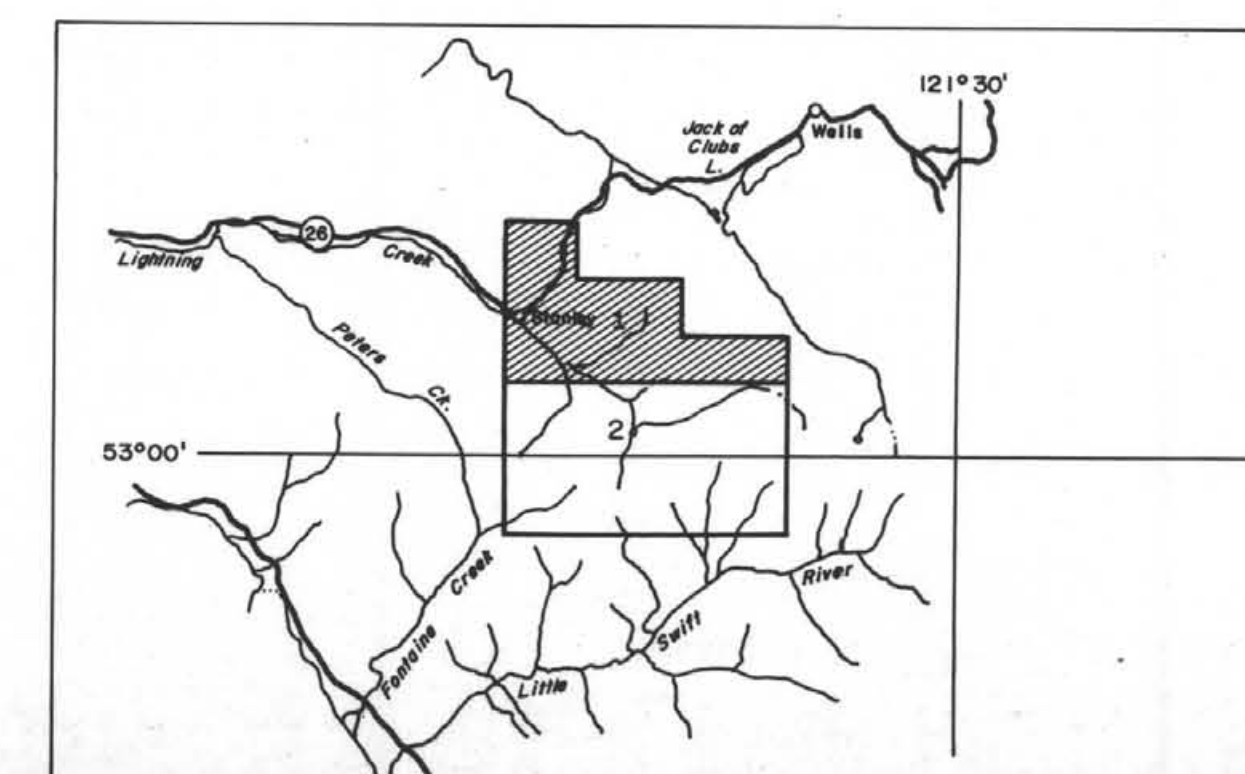 121° 30'
Jack of
Clubs
L.
Wells
26
Lightning
Creek
Stanley
1
Peters
Ck.
2
53°00'
Fontaine
Creek
Little
Swift
River